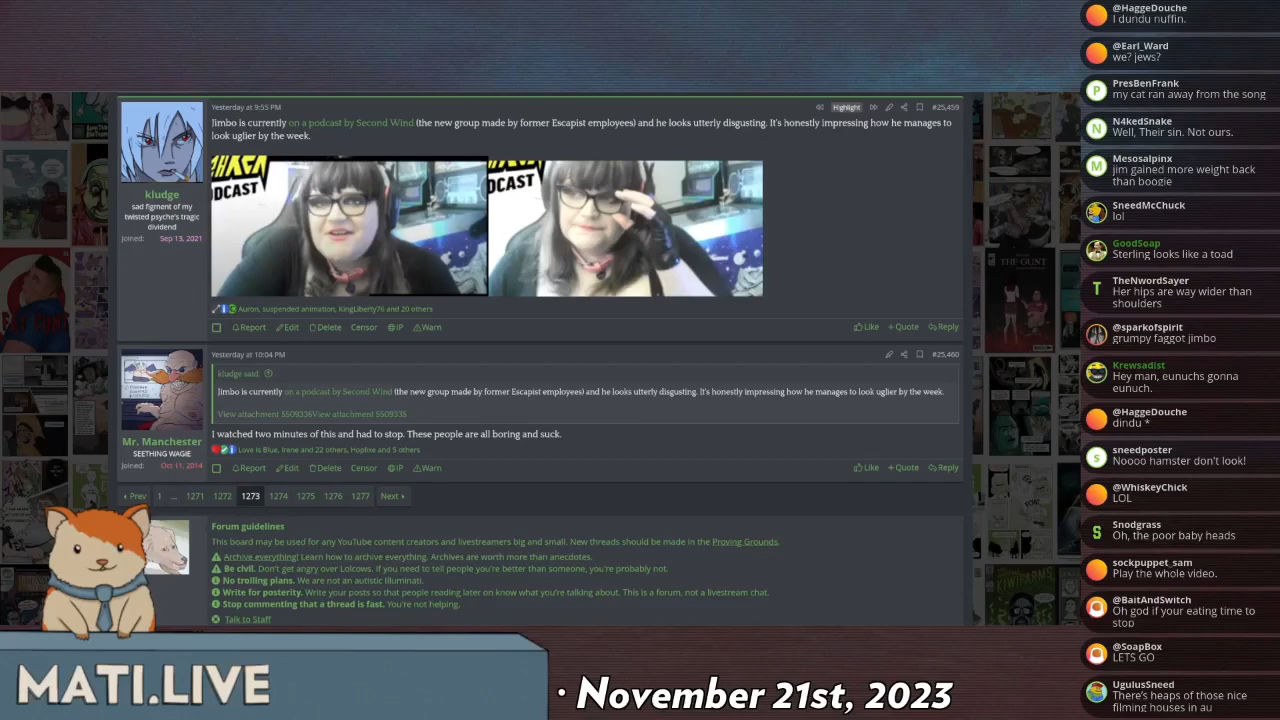 Yesterday at 9:55 PM
Highlight
#25,459
Jimbo is currently on a podcast by Second Wind (the new group made by former Escapist employees) and he looks utterly disgusting. It's honestly impressing how he manages to
look uglier by the week.
DCAST
PODCAST
kludge
sad figment of my
twisted psyche's tragic
dividend
Joined: Sep 13, 2021
Auron, suspended animation, KingLiberty76 and 20 others
Report Edit Delete Censor IP Warn
Like + Quote Reply
Yesterday at 10:04 PM
#25,460
kludge said:
Jimbo is currently on a podcast by Second Wind (the new group made by former Escapist employees) and he looks utterly disgusting. It's honestly impressing how he manages to look uglier by the week.
View attachment 5509336View attachment 5509335
I watched two minutes of this and had to stop. These people are all boring and suck.
Mr. Manchester
SEETHING WAGIE
Joined: Oct 11, 2014
Love Is Blue, Irene and 22 others, Hoplixe and 5 others
Report Edit Delete Censor IP Warn
Like + Quote Reply
Prev 1 ... 1271 1272 1273 1274 1275 1276 1277 Next
Forum guidelines
This board may be used for any YouTube content creators and livestreamers big and small. New threads should be made in the Proving Grounds.
Archive everything! Learn how to archive everything. Archives are worth more than anecdotes.
Be civil. Don't get angry over Lolcows. If you need to tell people you're better than someone, you're probably not.
No trolling plans. We are not an autistic Illuminati.
Write for posterity. Write your posts so that people reading later on know what you're talking about. This is a forum, not a livestream chat.
Stop commenting that a thread is fast. You're not helping.
Talk to Staff
THE GUNT
KIWIFARMS
MATI.LIVE
· November 21st, 2023
@HaggeDouche
I dundu nuffin.
@Earl_Ward
we? jews?
PresBenFrank
my cat ran away from the song
N4kedSnake
Well, Their sin. Not ours.
Mesosalpinx
jim gained more weight back
than boogie
SneedMcChuck
lol
GoodSoap
Sterling looks like a toad
TheNwordSayer
Her hips are way wider than
shoulders
@sparkofspirit
grumpy faggot jimbo
Krewsadist
Hey man, eunuchs gonna
eunuch.
@HaggeDouche
dindu *
sneedposter
Noooo hamster don't look!
@WhiskeyChick
LOL
Snodgrass
Oh, the poor baby heads
sockpuppet_sam
Play the whole video.
@BaitAndSwitch
Oh god if your eating time to
stop
@SoapBox
LETS GO
UgulusSneed
There's heaps of those nice
filming houses in au